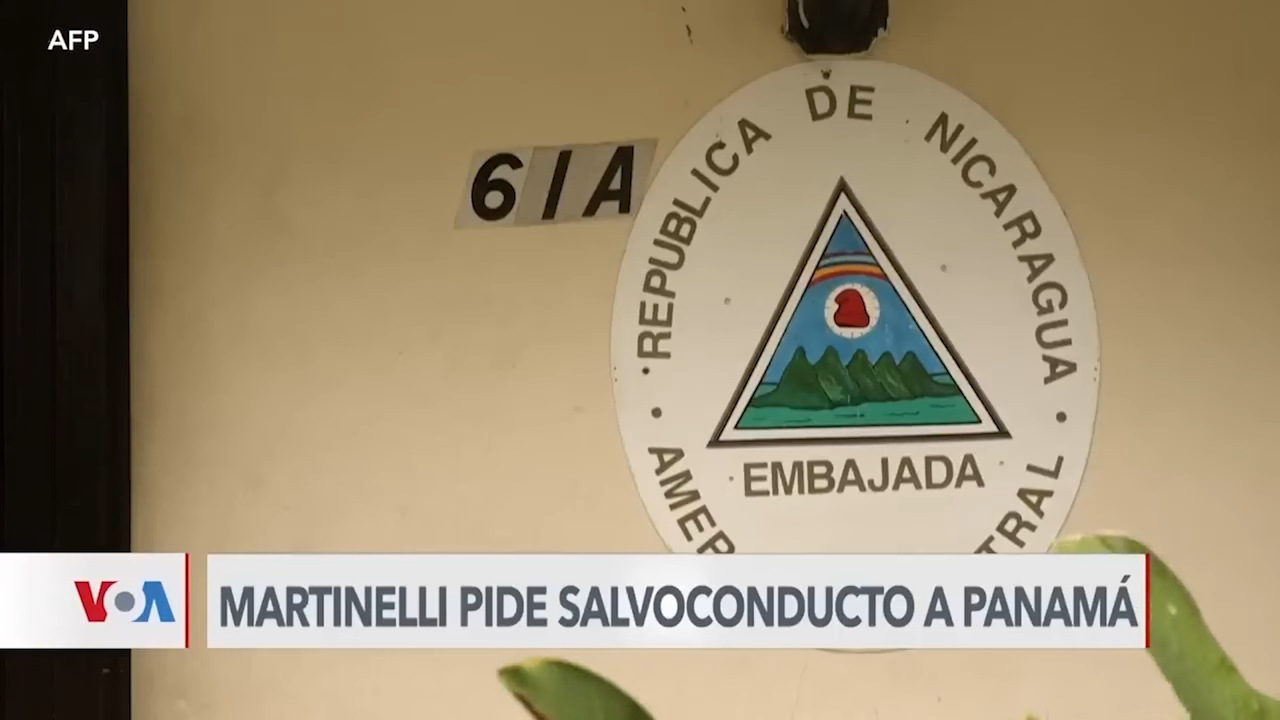 AFP
61A
REPUBLICA DE NICARAGUA
EMBAJADA
VOA
MARTINELLI PIDE SALVOCONDUCTO A PANAMÁ